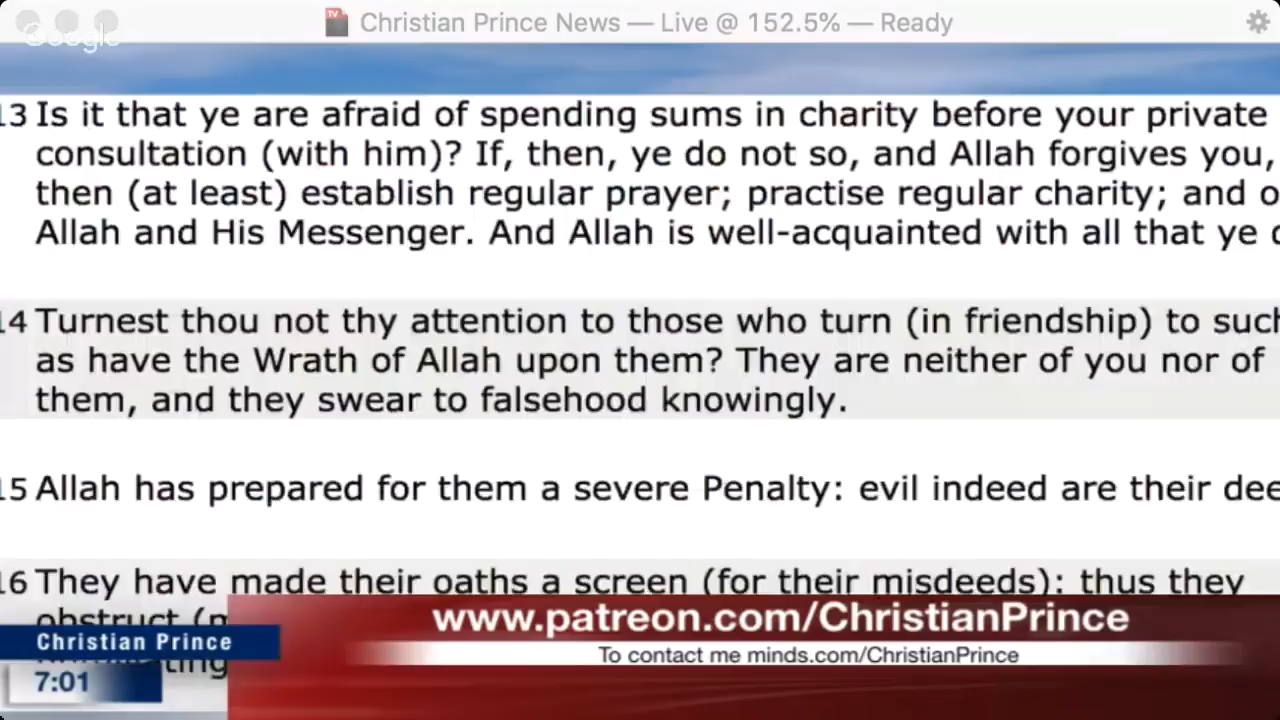 Christian Prince News — Live @ 152.5% — Ready
Google
13 Is it that ye are afraid of spending sums in charity before your private
consultation (with him)? If, then, ye do not so, and Allah forgives you,
then (at least) establish regular prayer; practise regular charity; and o
Allah and His Messenger. And Allah is well-acquainted with all that ye
14 Turnest thou not thy attention to those who turn (in friendship) to such
as have the Wrath of Allah upon them? They are neither of you nor of
them, and they swear to falsehood knowingly.
15 Allah has prepared for them a severe Penalty: evil indeed are their dee
16 They have made their oaths a screen (for their misdeeds): thus they
obstruct
www.patreon.com/ChristianPrince
Christian Prince
To contact me minds.com/ChristianPrince
7:01